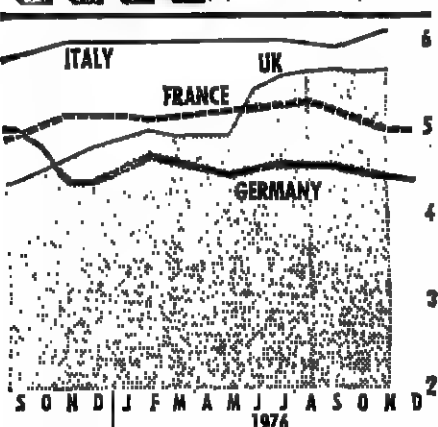 6
ITALY UK
FRANCE
5
GERMANY
4
3
2
S O N D J F M A M J J A S O N D
1976